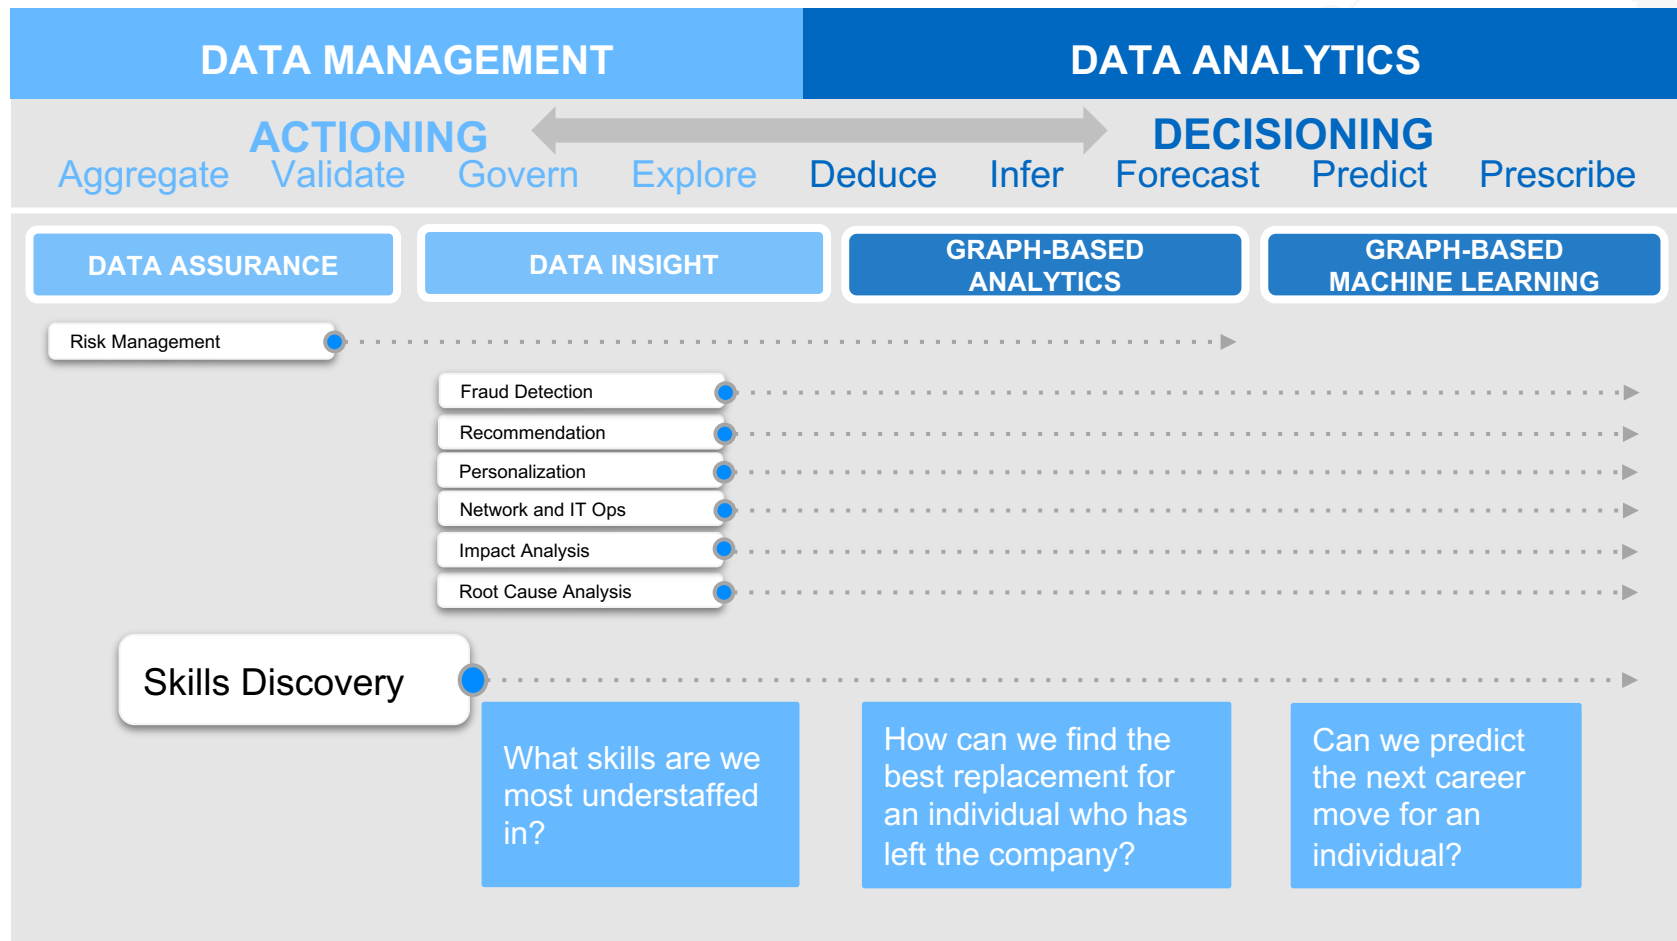 DATA MANAGEMENT
DATA ANALYTICS
ACTIONING
DECISIONING
Aggregate Validate Govern Explore Deduce Infer Forecast Predict Prescribe
DATA ASSURANCE
DATA INSIGHT
GRAPH-BASED
ANALYTICS
GRAPH-BASED
MACHINE LEARNING
Risk Management
Fraud Detection
Recommendation
Personalization
Network and IT Ops
Impact Analysis
Root Cause Analysis
Skills Discovery
What skills are we
most understaffed
in?
How can we find the
best replacement for
an individual who has
left the company?
Can we predict
the next career
move for an
individual?